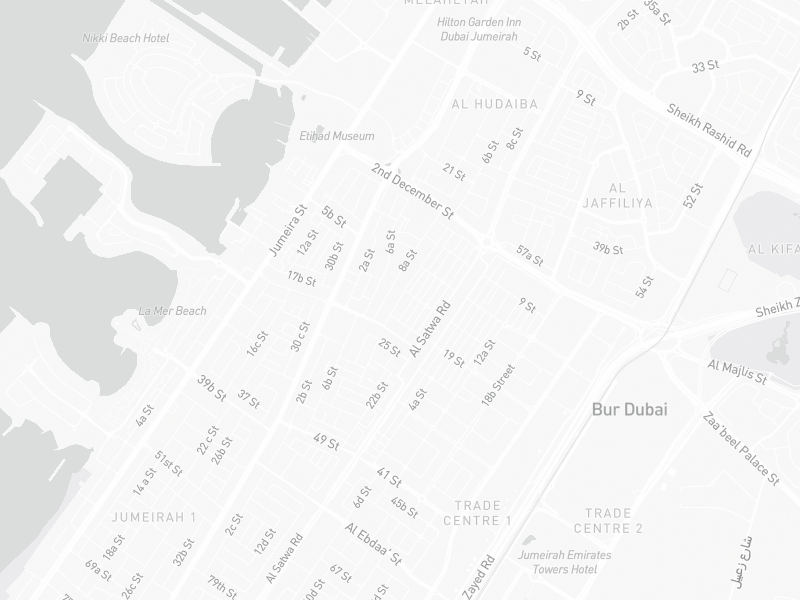 MELAHEYAH
35a St
Hilton Garden Inn
Dubai Jumeirah
2b St
Nikki Beach Hotel
5 St
33 St
9 St
AL HUDAIBA
Sheikh Rashid Rd
Etihad Museum
8c St
6b St
21 St
2nd December St
AL
JAFFILIYA
52 St
5b St
Jumeira St
12a St
6a St
30b St
2a St
8a St
57a St
39b St
AL KIFA
17b St
54 St
9 St
Sheikh Z
La Mer Beach
Al Satwa Rd
16c St
30 c St
25 St
19 St
12a St
Al Majlis St
18b Street
39b St
37 St
2b St
6b St
22b St
4a St
Bur Dubai
4a St
22 c St
26b St
49 St
Zaa'beel Palace St
51st St
14 a St
41 St
6d St
45b St
JUMEIRAH 1
TRADE
CENTRE 1
TRADE
CENTRE 2
2c St
12d St
Al Ebdaa' St
18a St
32b St
Al Satwa Rd
Jumeirah Emirates
Towers Hotel
شارع زعبيل
69a St
26c St
79th St
67 St
0d St
Zayed Rd